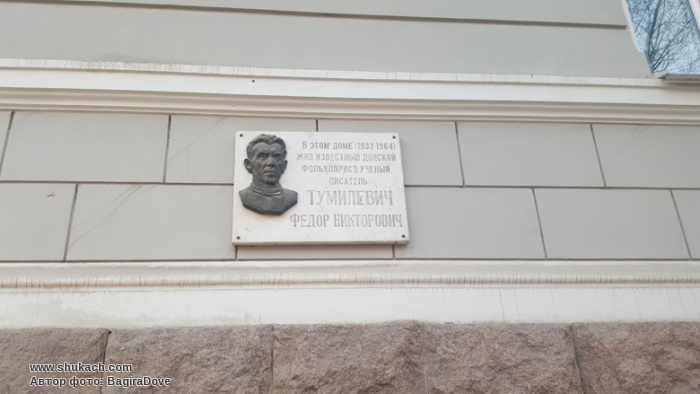 В ЭТОМ ДОМЕ (1932-1964)
ЖИЛ ИЗВЕСТНЫЙ ДОНСКОЙ
ФОЛЬКЛОРИСТ УЧЕНЫЙ
ПИСАТЕЛЬ
ТУМИЛЕВИЧ
ФЕДОР ВИКТОРОВИЧ
www.shukach.com
Автор фото: BagiraDove